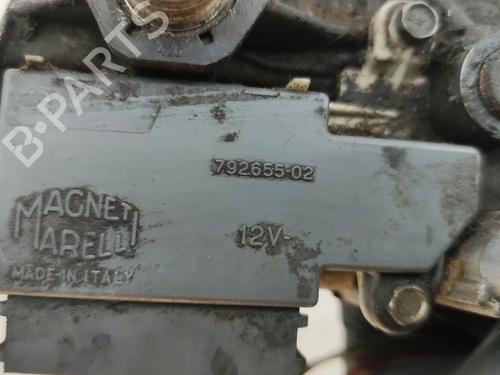 B-PARTS
792655-02
MAGNETI
MARELLI
12V-
MADE IN ITALY